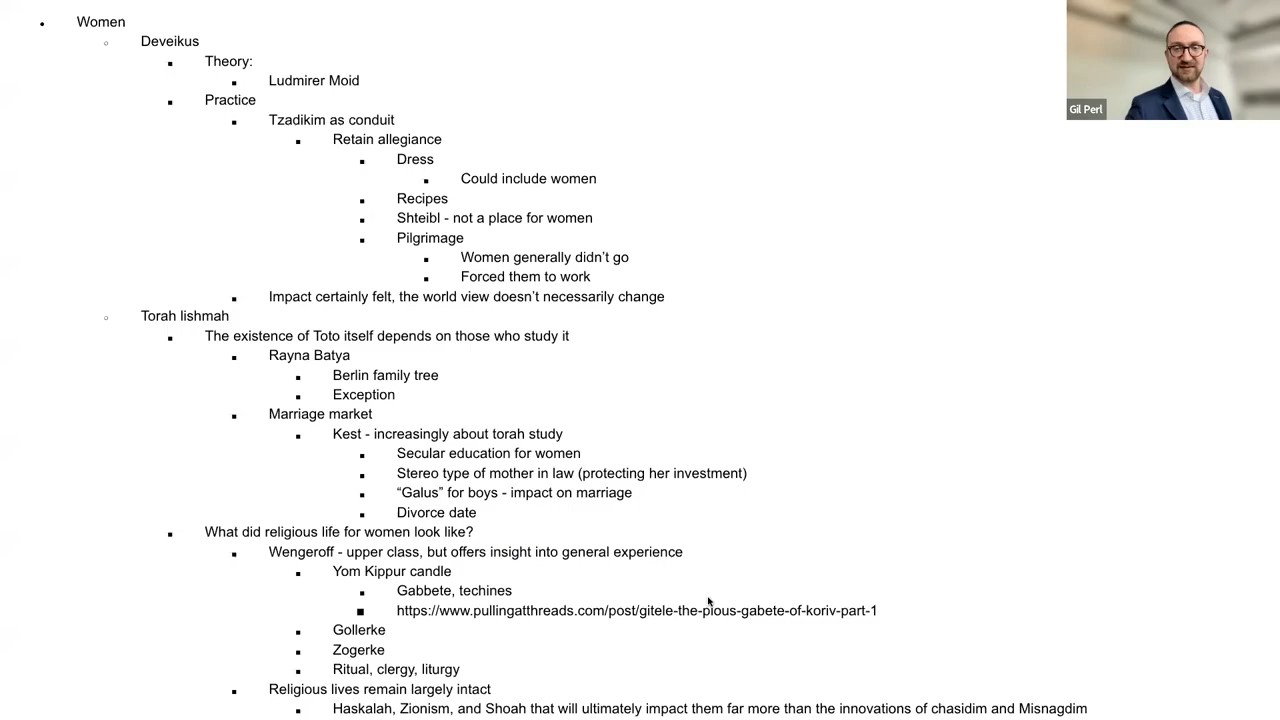 Women
Deveikus
Theory:
Ludmirer Moid
Practice
Tzadikim as conduit
Retain allegiance
Dress
Could include women
Recipes
Shteibl - not a place for women
Pilgrimage
Women generally didn't go
Forced them to work
Impact certainly felt, the world view doesn't necessarily change
Torah lishmah
The existence of Toto itself depends on those who study it
Rayna Batya
Berlin family tree
Exception
Marriage market
Kest - increasingly about torah study
Secular education for women
Stereo type of mother in law (protecting her investment)
“Galus” for boys - impact on marriage
Divorce date
What did religious life for women look like?
Wengeroff - upper class, but offers insight into general experience
Yom Kippur candle
Gabbete, techines
https://www.pullingatthreads.com/post/gitele-the-pious-gabete-of-koriv-part-1
Gollerke
Zogerke
Ritual, clergy, liturgy
Religious lives remain largely intact
Haskalah, Zionism, and Shoah that will ultimately impact them far more than the innovations of chasidim and Misnagdim
Gil Perl